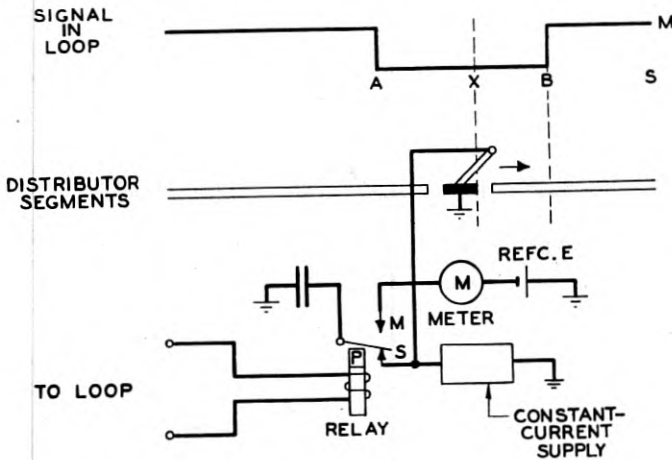 SIGNAL
IN
LOOP
M
A
X
B
S
DISTRIBUTOR
SEGMENTS
REFC. E
M
M
METER
S
P
TO LOOP
RELAY
CONSTANT-
CURRENT
SUPPLY